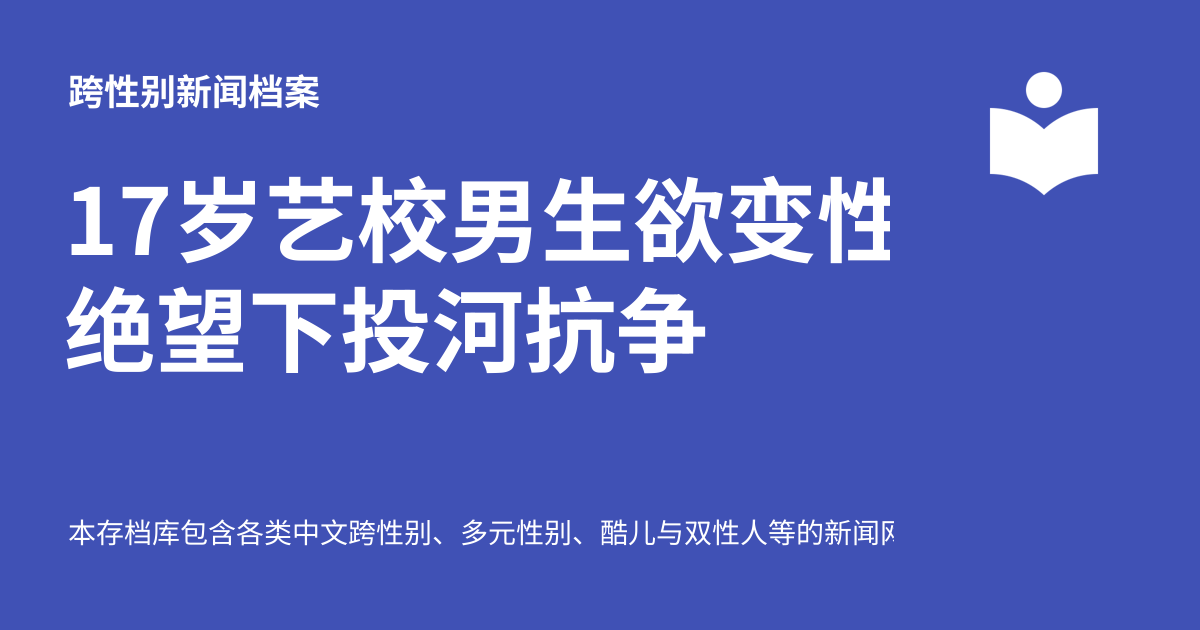 跨性别新闻档案
17岁艺校男生欲变性
绝望下投河抗争
本存档库包含各类中文跨性别、多元性别、酷儿与双性人等的新闻网